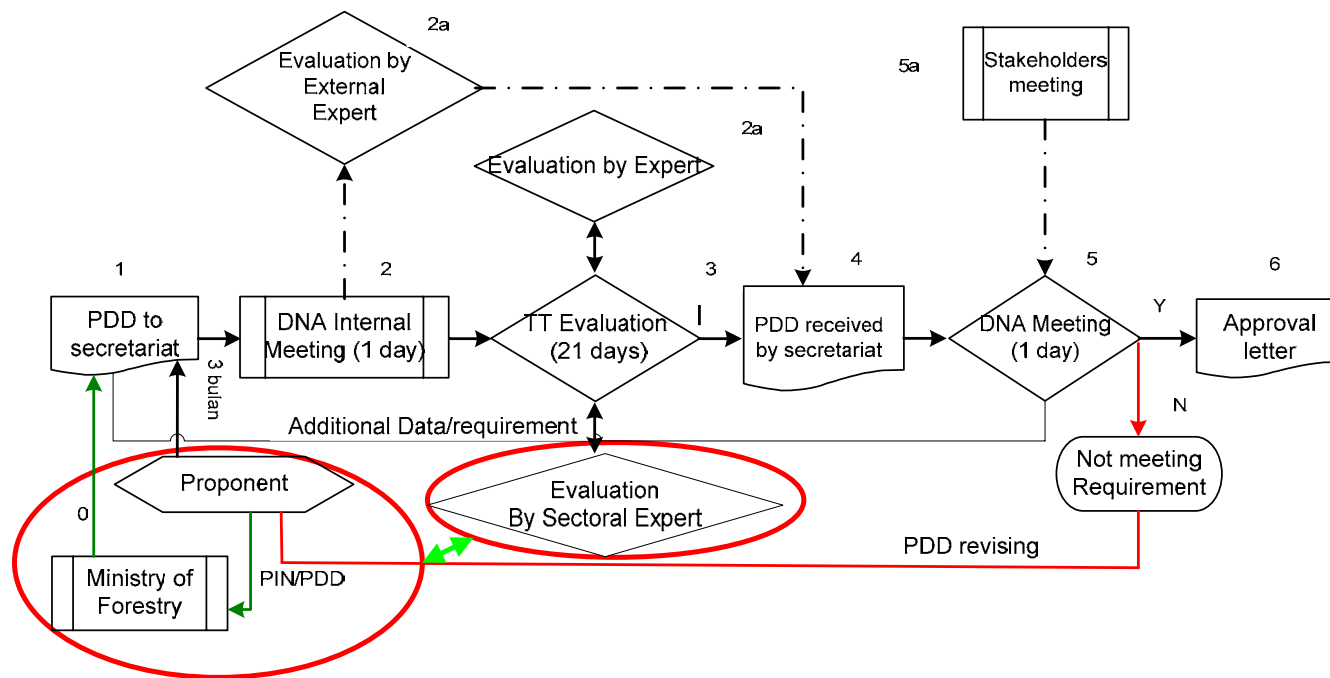 2a
Evaluation by
External
Expert
5a
Stakeholders
meeting
2a
Evaluation by Expert
1
2
3
4
5
6
PDD to
secretariat
DNA Internal
Meeting (1 day)
TT Evaluation
(21 days)
PDD received
by secretariat
DNA Meeting
(1 day)
Y
Approval
letter
3 bulan
N
Additional Data/requirement
Not meeting
Requirement
Proponent
Evaluation
By Sectoral Expert
0
PDD revising
Ministry of
Forestry
PIN/PDD